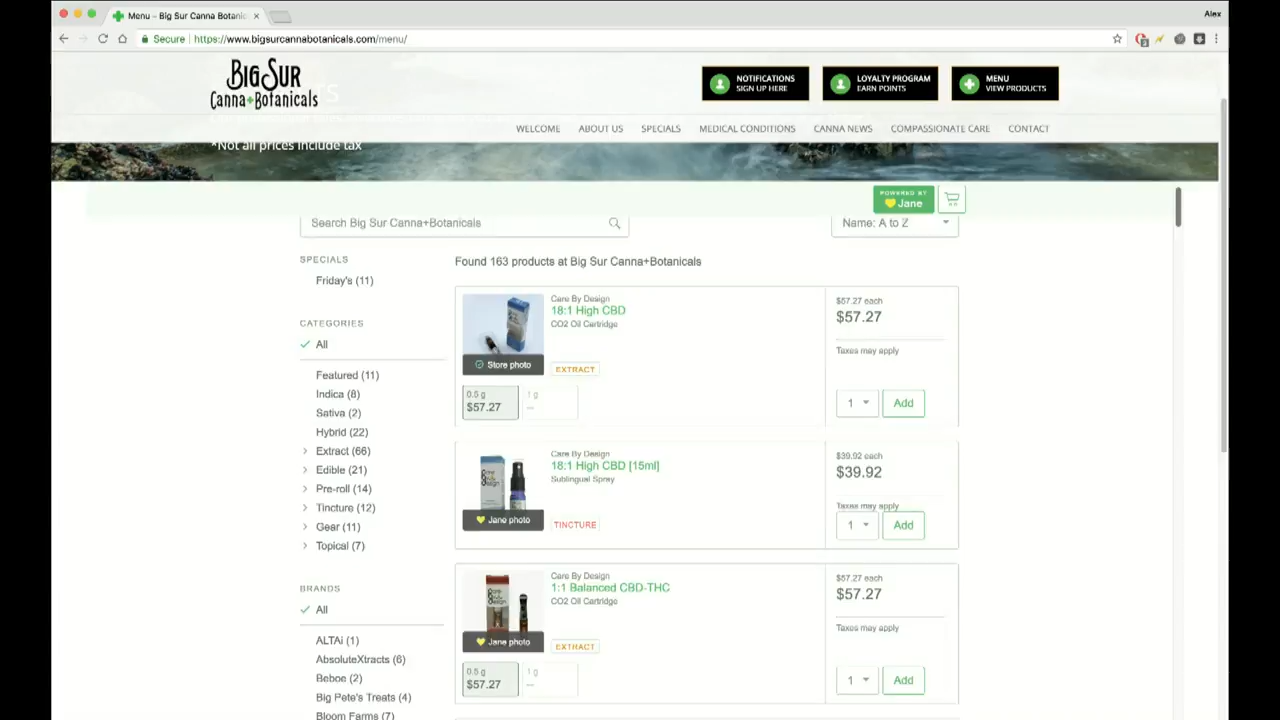 Menu – Big Sur Canna Botanic
Alex
Secure
https://www.bigsurcannabotanicals.com/menu/
BIG SUR
Canna+Botanicals
NOTIFICATIONS
SIGN UP HERE
LOYALTY PROGRAM
EARN POINTS
MENU
VIEW PRODUCTS
WELCOME
ABOUT US
SPECIALS
MEDICAL CONDITIONS
CANNA NEWS
COMPASSIONATE CARE
CONTACT
*Not all prices include tax
POWERED BY
Jane
Search Big Sur Canna+Botanicals
Name: A to Z
SPECIALS
Friday's (11)
CATEGORIES
All
Featured (11)
Indica (8)
Sativa (2)
Hybrid (22)
Extract (66)
Edible (21)
Pre-roll (14)
Tincture (12)
Gear (11)
Topical (7)
BRANDS
All
ALTAi (1)
AbsoluteXtracts (6)
Beboe (2)
Big Pete's Treats (4)
Bloom Farms (7)
Found 163 products at Big Sur Canna+Botanicals
Care By Design
18:1 High CBD
CO2 Oil Cartridge
Store photo
EXTRACT
0.5 g
$57.27
1 g
--
$57.27 each
$57.27
Taxes may apply
1
Add
Care By Design
18:1 High CBD [15ml]
Sublingual Spray
Jane photo
TINCTURE
$39.92 each
$39.92
Taxes may apply
1
Add
Care By Design
1:1 Balanced CBD-THC
CO2 Oil Cartridge
Jane photo
EXTRACT
0.5 g
$57.27
1 g
--
$57.27 each
$57.27
Taxes may apply
1
Add